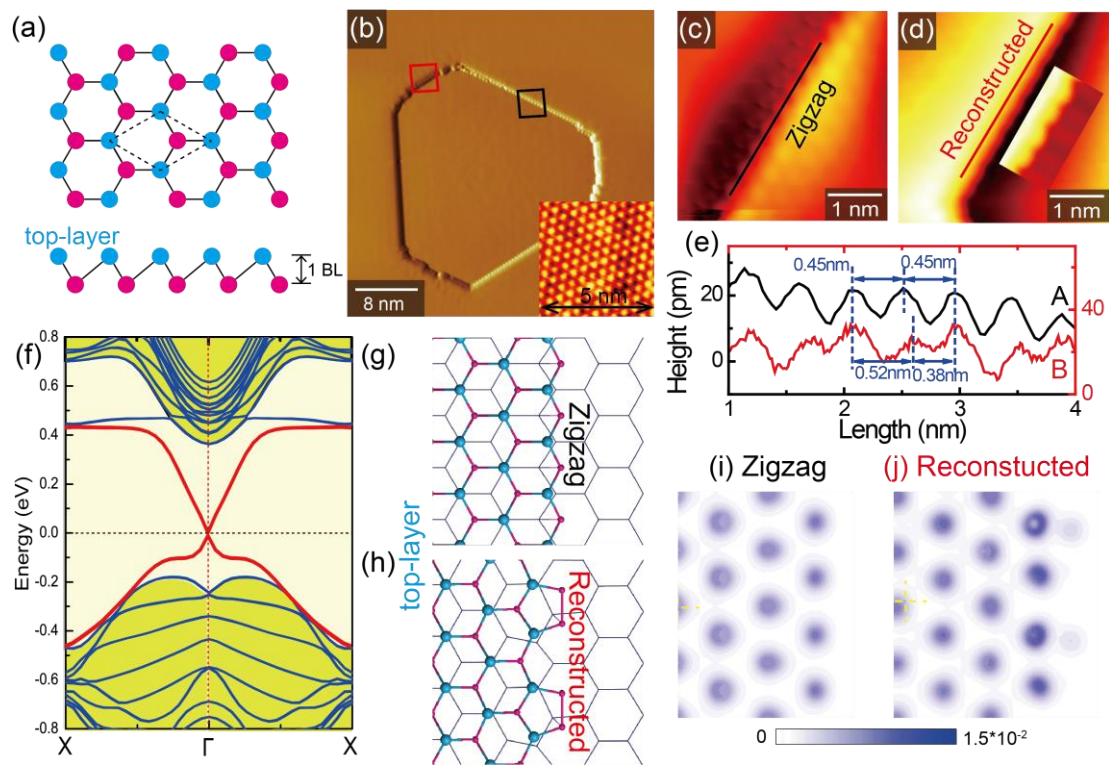 (a)
top-layer
1 BL
(b)
8 nm
5 nm
(c)
Zigzag
1 nm
(d)
Reconstructed
1 nm
(e)
0.45nm
0.45nm
A
B
0.52nm
0.38nm
Height (pm)
20
0
40
0
1
2
3
4
Length (nm)
(f)
Energy (eV)
0.8
0.6
0.4
0.2
0.0
-0.2
-0.4
-0.6
-0.8
X
Γ
X
top-layer
(g)
Zigzag
(h)
Reconstructed
(i) Zigzag
(j) Reconstucted
0
1.5*10-2